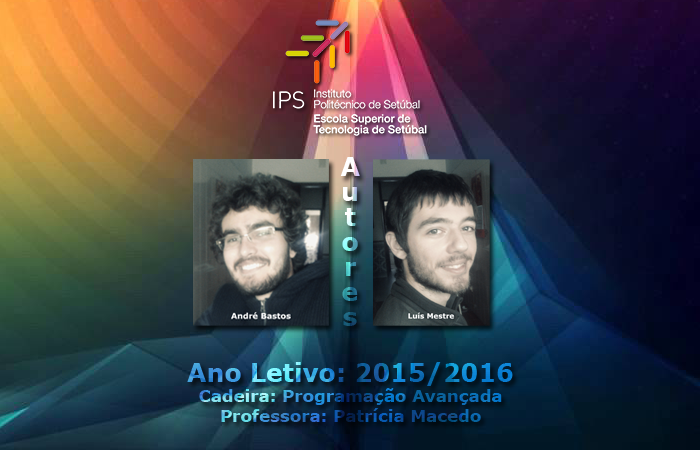 IPS
Instituto
Politécnico de Setúbal
Escola Superior de
Tecnologia de Setúbal
Autores
André Bastos
Luís Mestre
Ano Letivo: 2015/2016
Cadeira: Programação Avançada
Professora: Patrícia Macedo